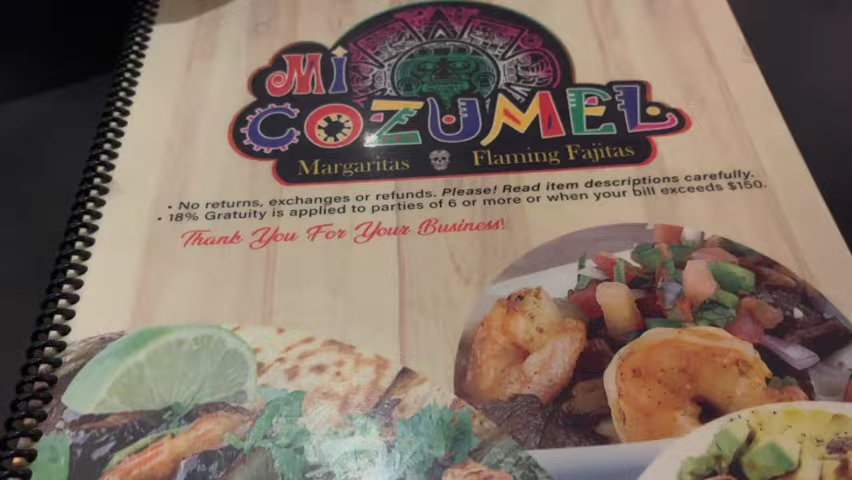 Mi
COZUMEL
Margaritas Flaming Fajitas
• No returns, exchanges or refunds. Please! Read item descriptions carefully.
• 18% Gratuity is applied to parties of 6 or more or when your bill exceeds $150.
Thank You For Your Business!